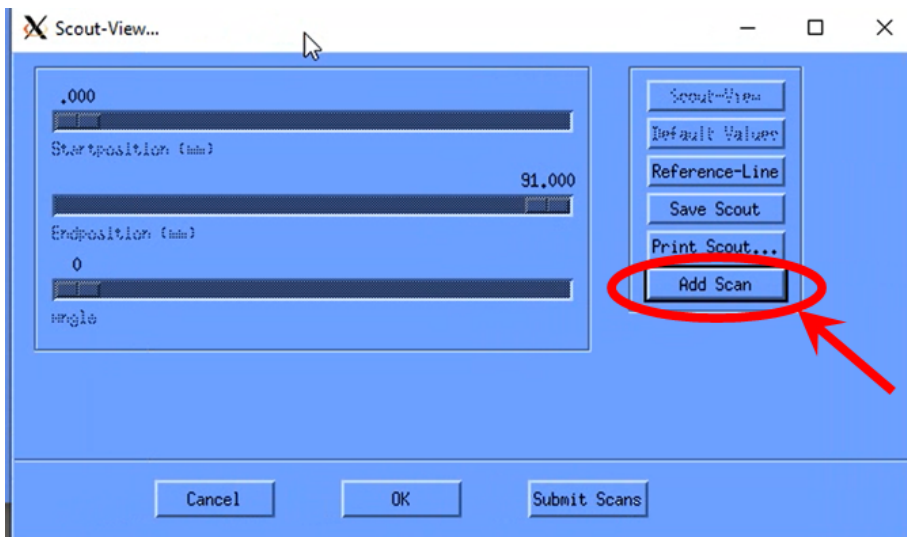 Scout-View...
.000
Startposition (mm)
91.000
Endposition (mm)
0
Angle
Scout-View
Default Values
Reference-Line
Save Scout
Print Scout...
Add Scan
Cancel
OK
Submit Scans